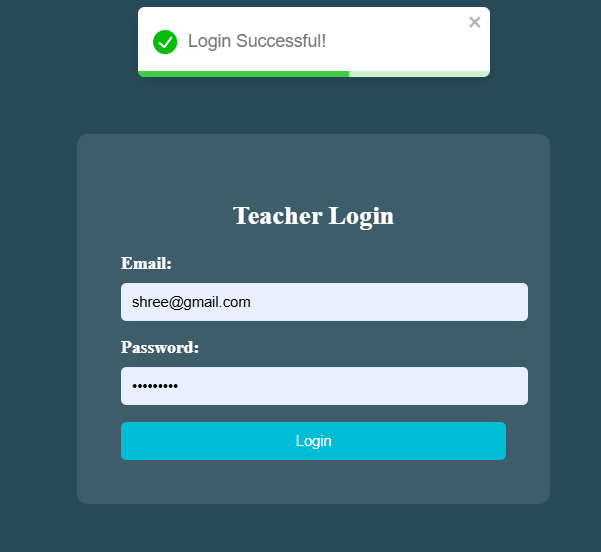 Login Successful!
Teacher Login
Email:
shree@gmail.com
Password:
•••••••••
Login